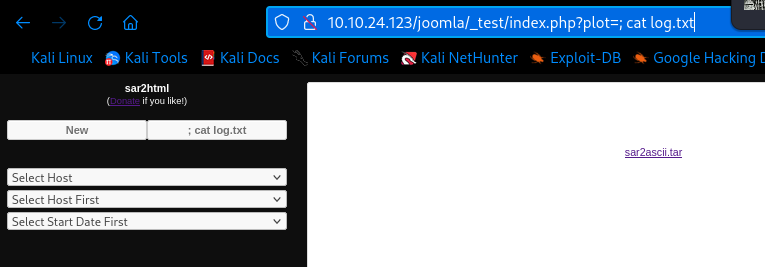 10.10.24.123/joomla/_test/index.php?plot=; cat log.txt
Kali Linux Kali Tools Kali Docs Kali Forums Kali NetHunter Exploit-DB Google Hacking
sar2html
(Donate if you like!)
New ; cat log.txt
sar2ascii.tar
Select Host
Select Host First
Select Start Date First